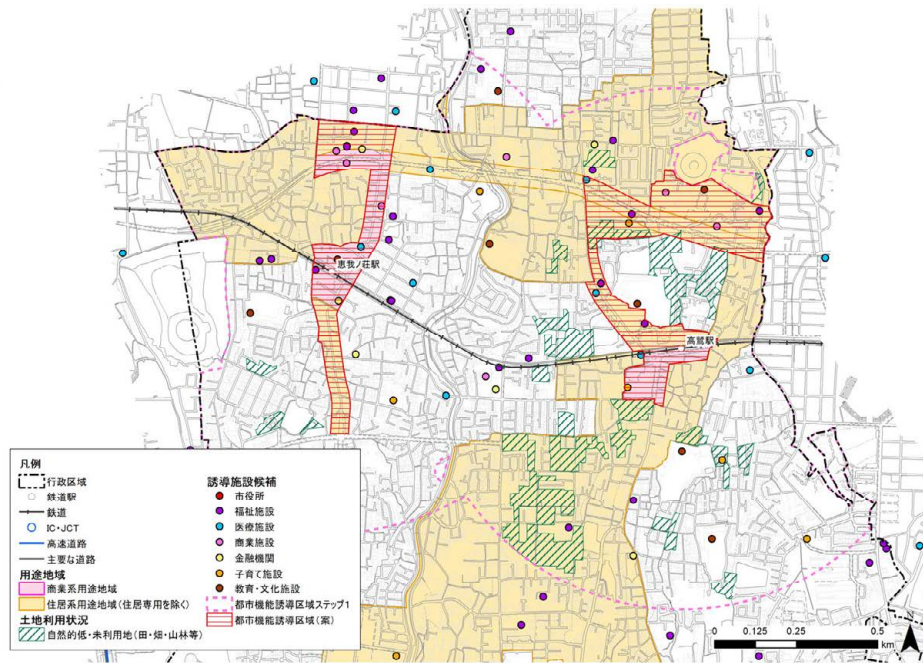 恵我ノ荘駅
高鷲駅
凡例
行政区域
鉄道駅
鉄道
IC・JCT
高速道路
主要な道路
用途地域
商業系用途地域
住居系用途地域(住居専用を除く)
土地利用状況
自然的低・未利用地(田・畑・山林等)
誘導施設候補
市役所
福祉施設
医療施設
商業施設
金融機関
子育て施設
教育・文化施設
都市機能誘導区域ステップ1
都市機能誘導区域(案)
0 0.125 0.25 0.5
km